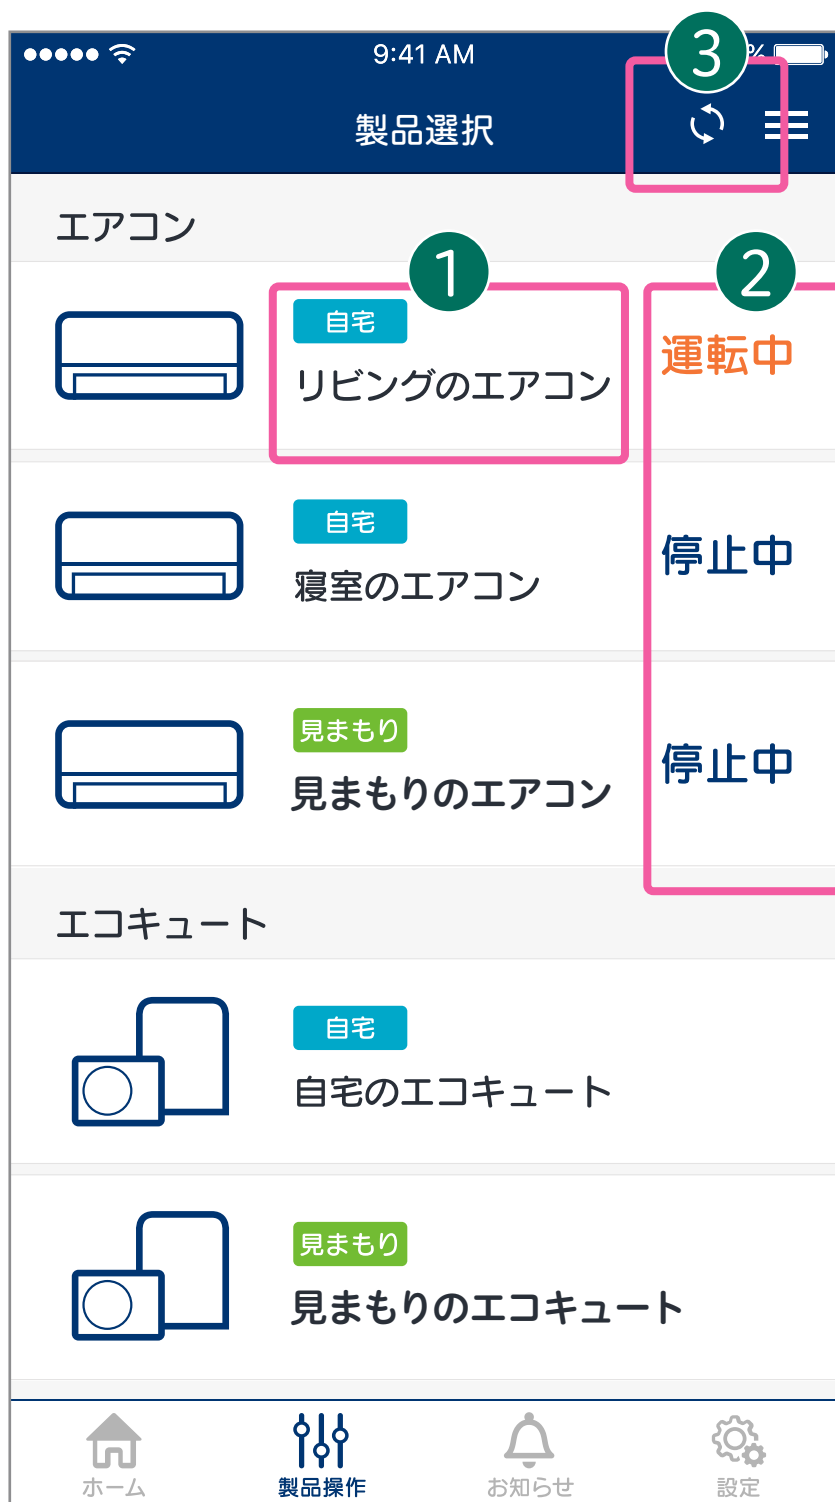 9:41 AM
%
3
製品選択
エアコン
1
2
自宅
リビングのエアコン
運転中
自宅
寝室のエアコン
停止中
見まもり
見まもりのエアコン
停止中
エコキュート
自宅
自宅のエコキュート
見まもり
見まもりのエコキュート
ホーム
製品操作
お知らせ
設定